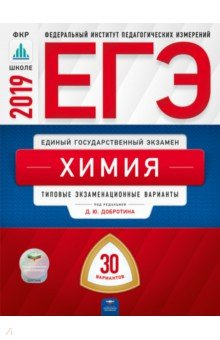 ФКР
ШКОЛЕ
ФЕДЕРАЛЬНЫЙ ИНСТИТУТ ПЕДАГОГИЧЕСКИХ ИЗМЕРЕНИЙ
2019
ЕГЭ
ЕДИНЫЙ ГОСУДАРСТВЕННЫЙ ЭКЗАМЕН
ХИМИЯ
ТИПОВЫЕ ЭКЗАМЕНАЦИОННЫЕ ВАРИАНТЫ
ПОД РЕДАКЦИЕЙ
Д. Ю. ДОБРОТИНА
30
ВАРИАНТОВ